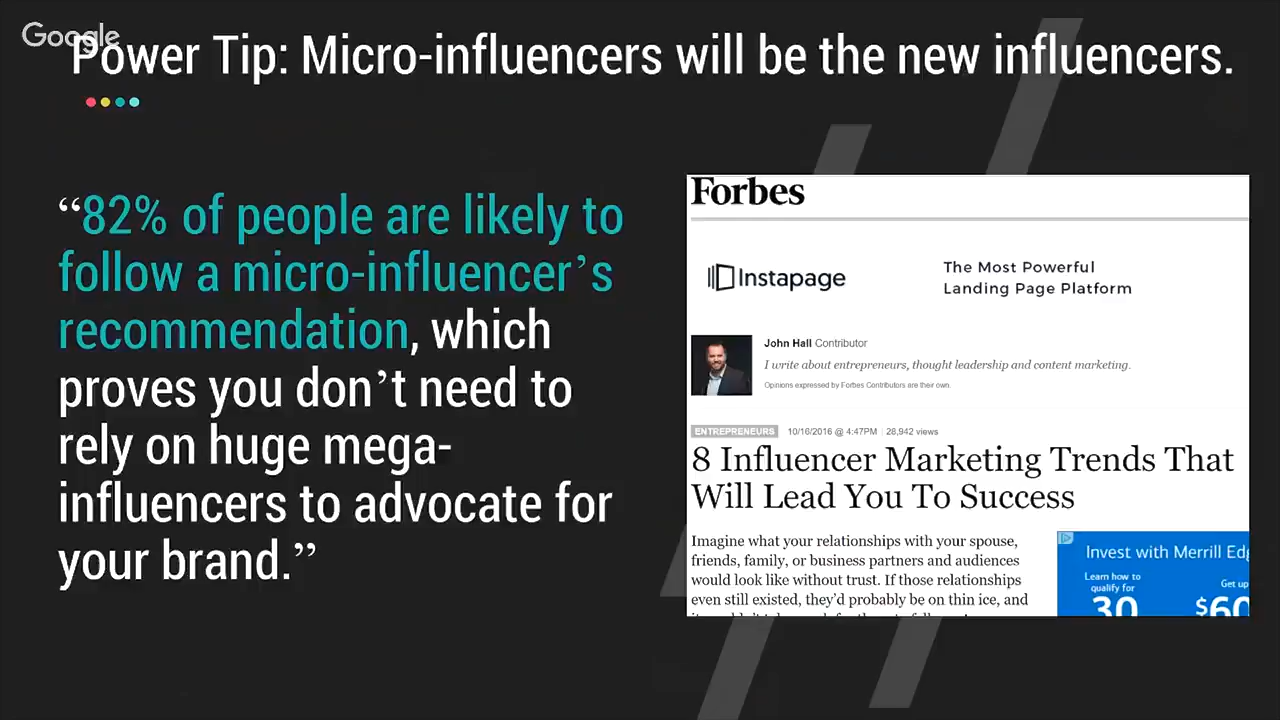 Google
Power Tip: Micro-influencers will be the new influencers.
“82% of people are likely to
follow a micro-influencer’s
recommendation, which
proves you don’t need to
rely on huge mega-
influencers to advocate for
your brand.”
Forbes
Instapage
The Most Powerful
Landing Page Platform
John Hall Contributor
I write about entrepreneurs, thought leadership and content marketing.
Opinions expressed by Forbes Contributors are their own.
ENTREPRENEURS 10/16/2016 @ 4:47PM | 28,942 views
8 Influencer Marketing Trends That
Will Lead You To Success
Imagine what your relationships with your spouse,
friends, family, or business partners and audiences
would look like without trust. If those relationships
even still existed, they’d probably be on thin ice, and
Invest with Merrill Edg
Learn how to
qualify for
30
Get up
$60